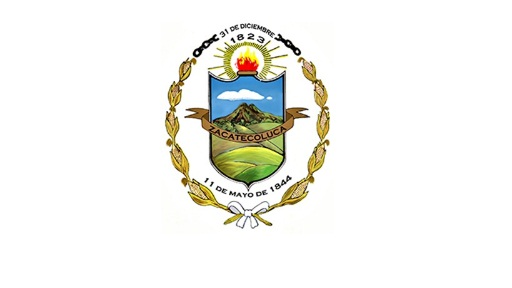 31 DE DICIEMBRE
1823
ZACATECOLUCA
11 DE MAYO DE 1844